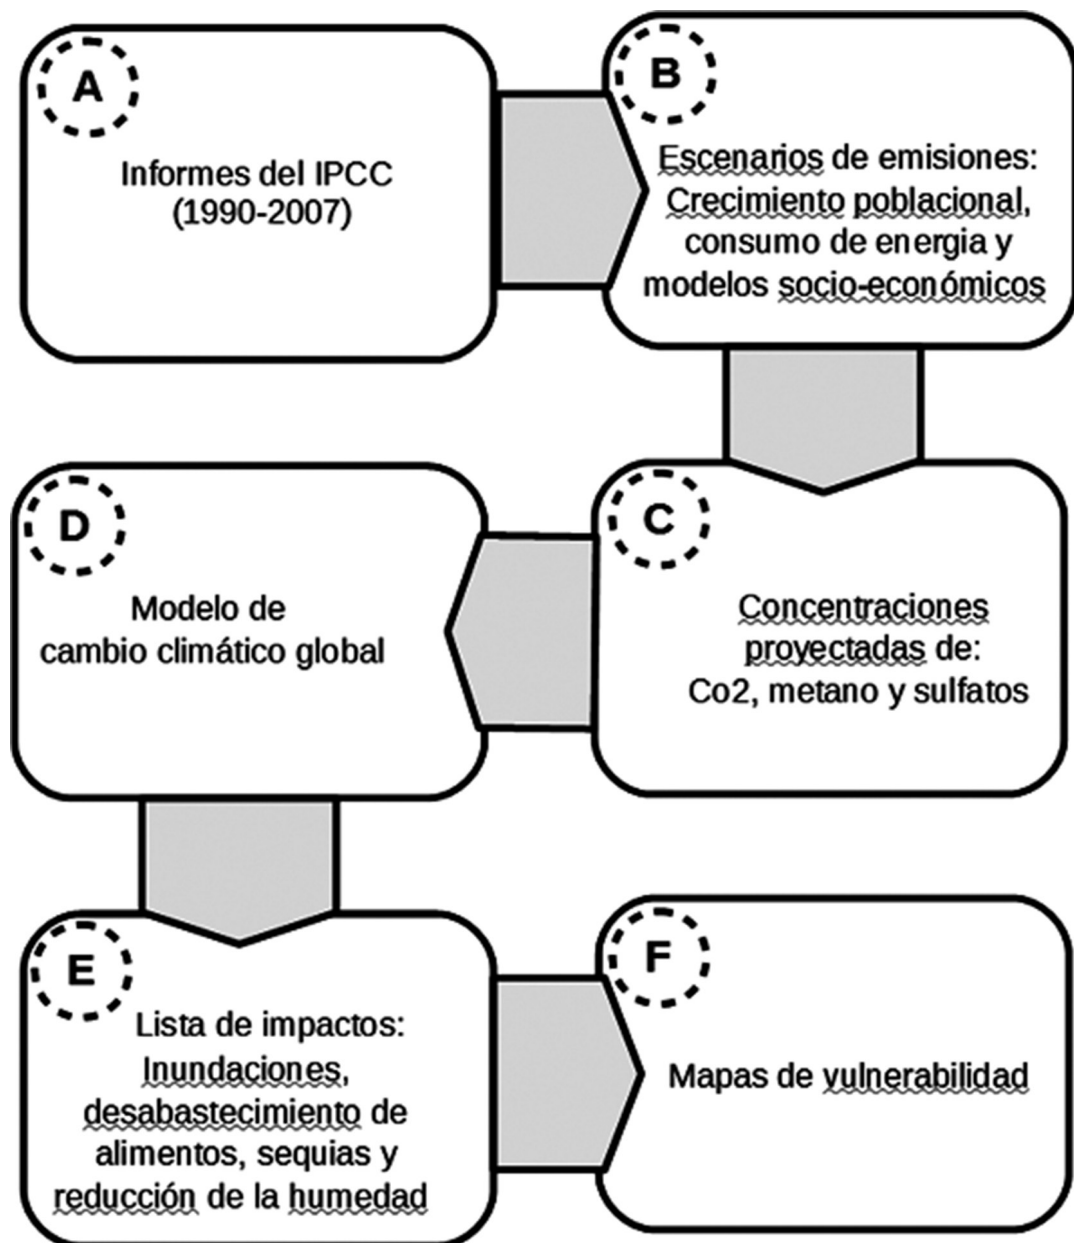 A
Informes del IPCC
(1990-2007)
B
Escenarios de emisiones:
Crecimiento poblacional,
consumo de energia y
modelos socio-económicos
C
Concentraciones
proyectadas de:
Co2, metano y sulfatos
D
Modelo de
cambio climático global
E
Lista de impactos:
Inundaciones,
desabastecimiento de
alimentos, sequias y
reducción de la humedad
F
Mapas de vulnerabilidad